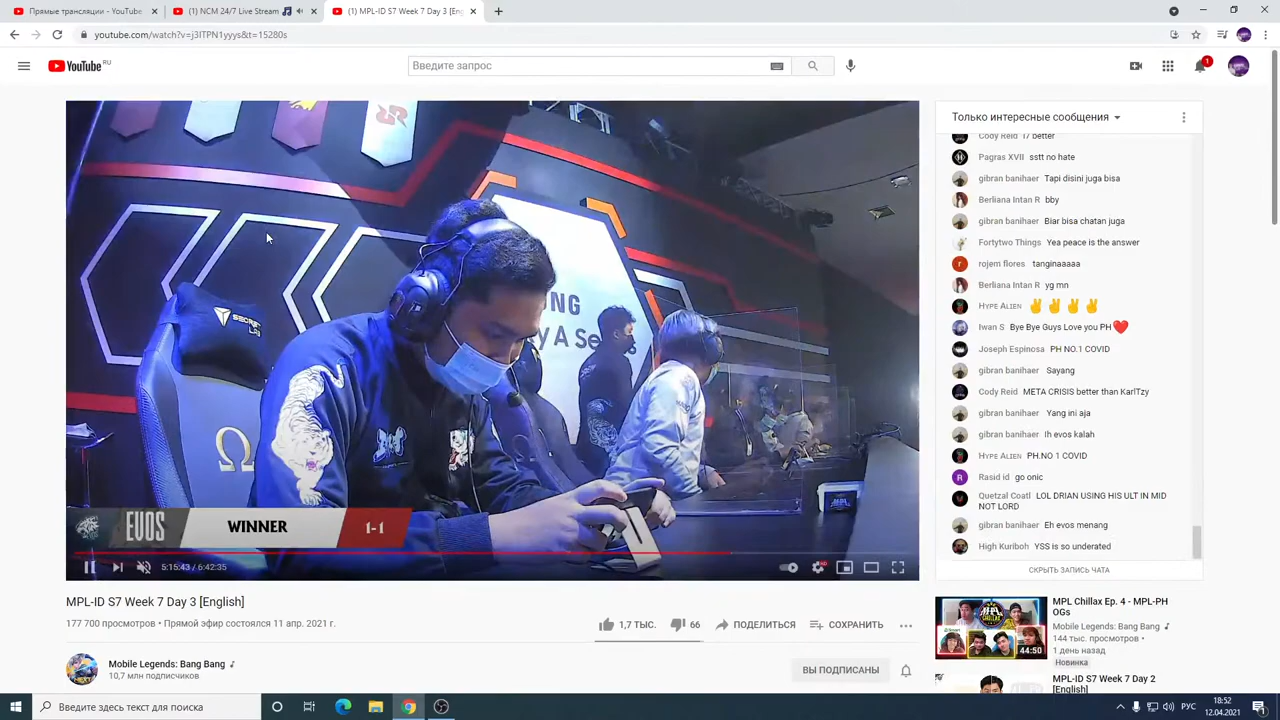 Прямые трансляции - YouTube
(1) NCM 24/7 Live Stream
(1) MPL-ID S7 Week 7 Day 3 [Eng
youtube.com/watch?v=j3ITPN1yyys&t=15280s
YouTube RU
Введите запрос
1
Только интересные сообщения
Cody Reid I7 better
Pagras XVII sstt no hate
gibran banihaer Tapi disini juga bisa
Berliana Intan R bby
gibran banihaer Biar bisa chatan juga
Fortytwo Things Yea peace is the answer
rojem flores tanginaaaaa
Berliana Intan R yg mn
Hype Alien ✌✌✌✌
Iwan S Bye Bye Guys Love you PH❤
Joseph Espinosa PH NO.1 COVID
gibran banihaer Sayang
Cody Reid META CRISIS better than KarlTzy
gibran banihaer Yang ini aja
gibran banihaer Ih evos kalah
Hype Alien PH.NO 1 COVID
Rasid id go onic
Quetzal Coatl LOL DRIAN USING HIS ULT IN MID
NOT LORD
gibran banihaer Eh evos menang
High Kuriboh YSS is so underated
СКРЫТЬ ЗАПИСЬ ЧАТА
EVOS WINNER 1-1
5:15:43 / 6:42:35
MPL-ID S7 Week 7 Day 3 [English]
177 700 просмотров • Прямой эфир состоялся 11 апр. 2021 г.
1,7 ТЫС. 66 ПОДЕЛИТЬСЯ СОХРАНИТЬ
Mobile Legends: Bang Bang
10,7 млн подписчиков
ВЫ ПОДПИСАНЫ
44:50
MPL Chillax Ep. 4 - MPL-PH
OGs
Mobile Legends: Bang Bang
144 тыс. просмотров •
1 день назад
Новинка
MPL-ID S7 Week 7 Day 2
[English]
Введите здесь текст для поиска
РУС
18:52
12.04.2021